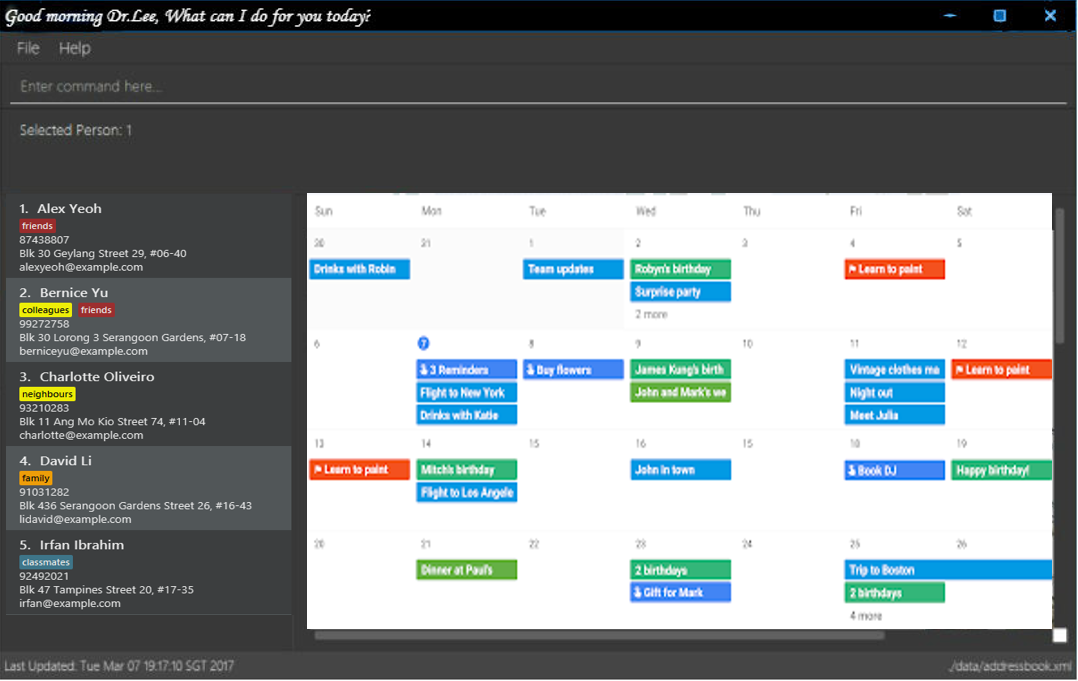 Good morning Dr.Lee, What can I do for you today?
File Help
Enter command here...
Selected Person: 1
1. Alex Yeoh
friends
87438807
Blk 30 Geylang Street 29, #06-40
alexyeoh@example.com
2. Bernice Yu
colleagues friends
99272758
Blk 30 Lorong 3 Serangoon Gardens, #07-18
berniceyu@example.com
3. Charlotte Oliveiro
neighbours
93210283
Blk 11 Ang Mo Kio Street 74, #11-04
charlotte@example.com
4. David Li
family
91031282
Blk 436 Serangoon Gardens Street 26, #16-43
lidavid@example.com
5. Irfan Ibrahim
classmates
92492021
Blk 47 Tampines Street 20, #17-35
irfan@example.com
Sun Mon Tue Wed Thu Fri Sat
30 31 1 2 3 4 5
Drinks with Robin Team updates Robyn's birthday Learn to paint
Surprise party
2 more
6 7 8 9 10 11 12
3 Reminders Buy flowers James Kung's birth Vintage clothes ma Learn to paint
Flight to New York John and Mark's we Night out
Drinks with Katie Meet Julia
13 14 15 16 15 18 19
Learn to paint Mitch's birthday John in town Book DJ Happy birthday!
Flight to Los Angele
20 21 22 23 24 25 26
Dinner at Paul's 2 birthdays Trip to Boston
Gift for Mark 2 birthdays
4 more
Last Updated: Tue Mar 07 19:17:10 SGT 2017 ./data/addressbook.xml